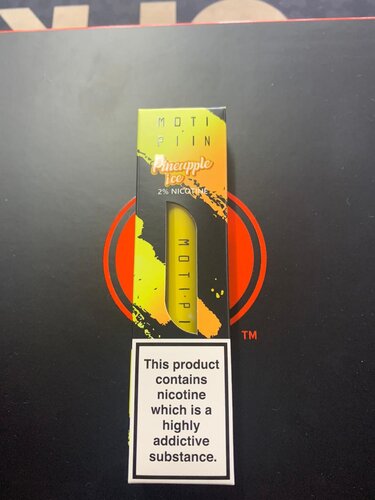 MOTI
PIIN
Pineapple
Ice
2% NICOTINE
MOTI·PI
TM
This product
contains
nicotine
which is a
highly
addictive
substance.